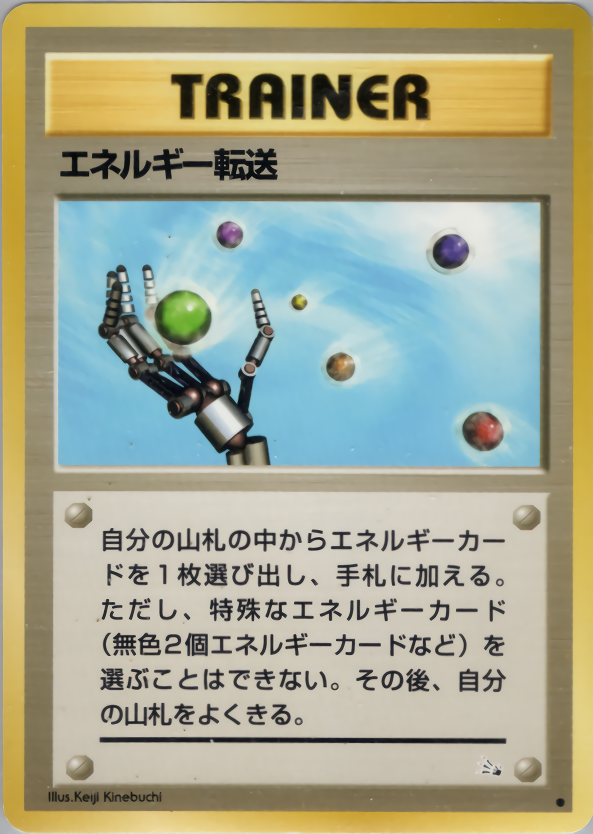 TRAINER
エネルギー転送
自分の山札の中からエネルギーカー
ドを1枚選び出し、手札に加える。
ただし、特殊なエネルギーカード
（無色2個エネルギーカードなど）を
選ぶことはできない。その後、自分
の山札をよくきる。
Illus.Keiji Kinebuchi